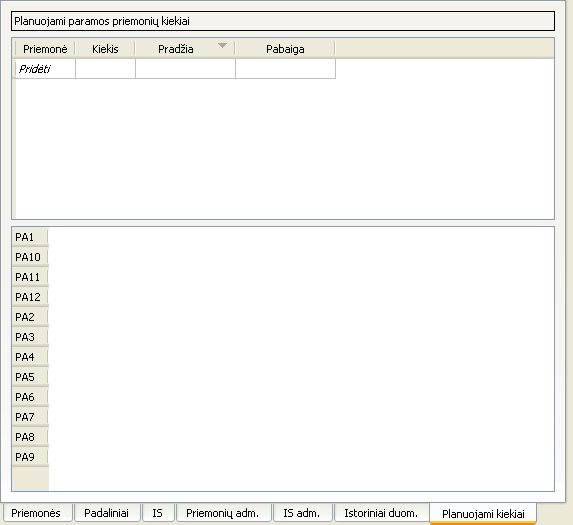 Planuojami paramos priemonių kiekiai
Priemonė Kiekis Pradžia Pabaiga
Pridėti
PA1
PA10
PA11
PA12
PA2
PA3
PA4
PA5
PA6
PA7
PA8
PA9
Priemonės Padaliniai IS Priemonių adm. IS adm. Istoriniai duom. Planuojami kiekiai